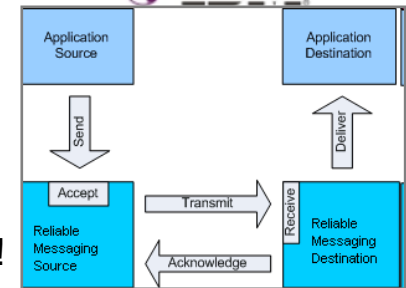 Application
Source
Application
Destination
Send
Deliver
Accept
Transmit
Receive
Reliable
Messaging
Source
Reliable
Messaging
Destination
!
Acknowledge